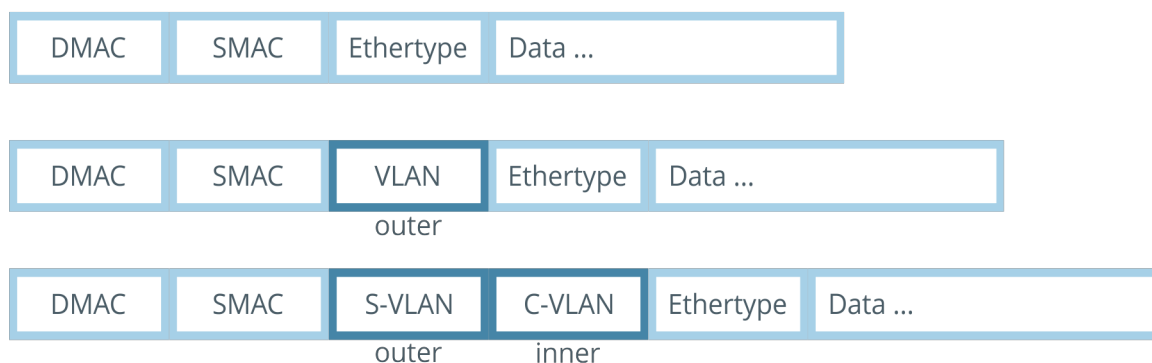 DMAC SMAC Ethertype Data ...
DMAC SMAC VLAN Ethertype Data ...
outer
DMAC SMAC S-VLAN C-VLAN Ethertype Data ...
outer inner